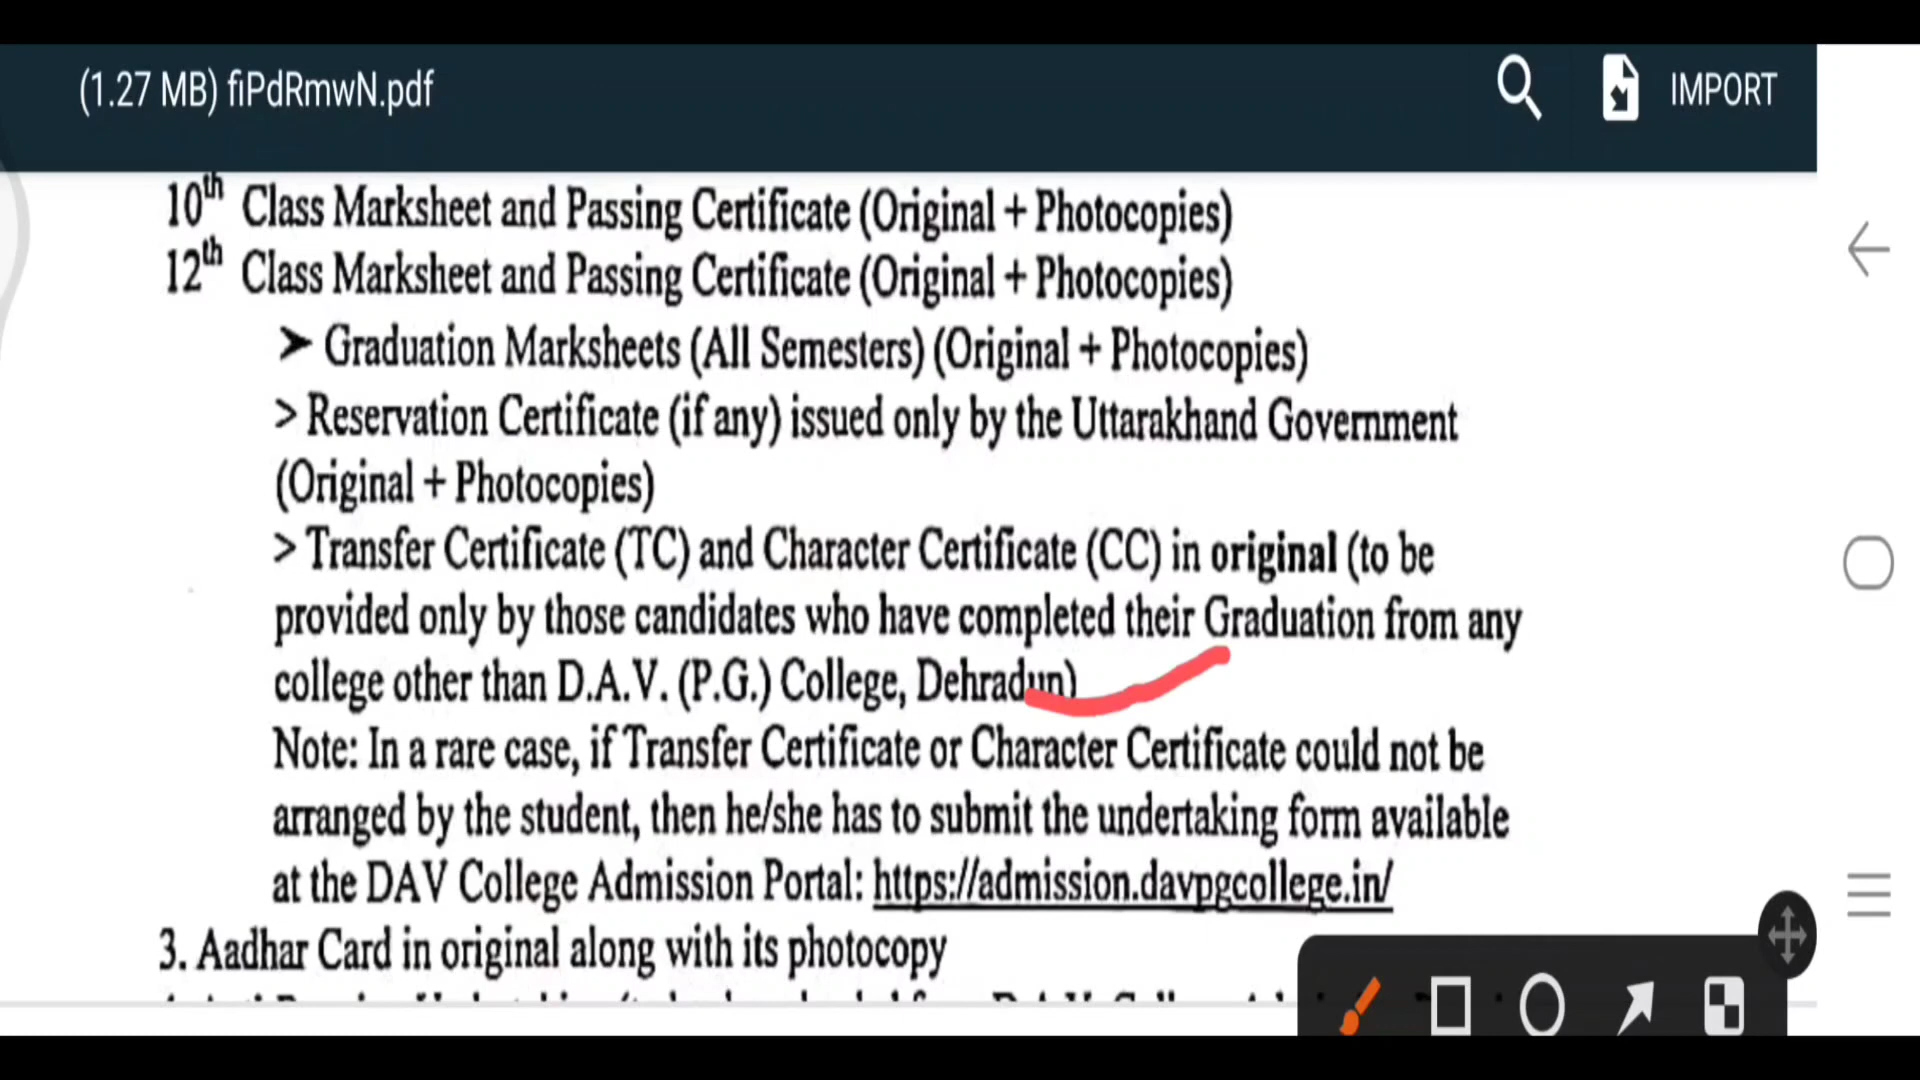 (1.27 MB) fiPdRmwN.pdf
IMPORT
10th Class Marksheet and Passing Certificate (Original + Photocopies)
12th Class Marksheet and Passing Certificate (Original + Photocopies)
➤ Graduation Marksheets (All Semesters) (Original + Photocopies)
> Reservation Certificate (if any) issued only by the Uttarakhand Government
(Original + Photocopies)
> Transfer Certificate (TC) and Character Certificate (CC) in original (to be
provided only by those candidates who have completed their Graduation from any
college other than D.A.V. (P.G.) College, Dehradun)
Note: In a rare case, if Transfer Certificate or Character Certificate could not be
arranged by the student, then he/she has to submit the undertaking form available
at the DAV College Admission Portal: https://admission.davpgcollege.in/
3. Aadhar Card in original along with its photocopy